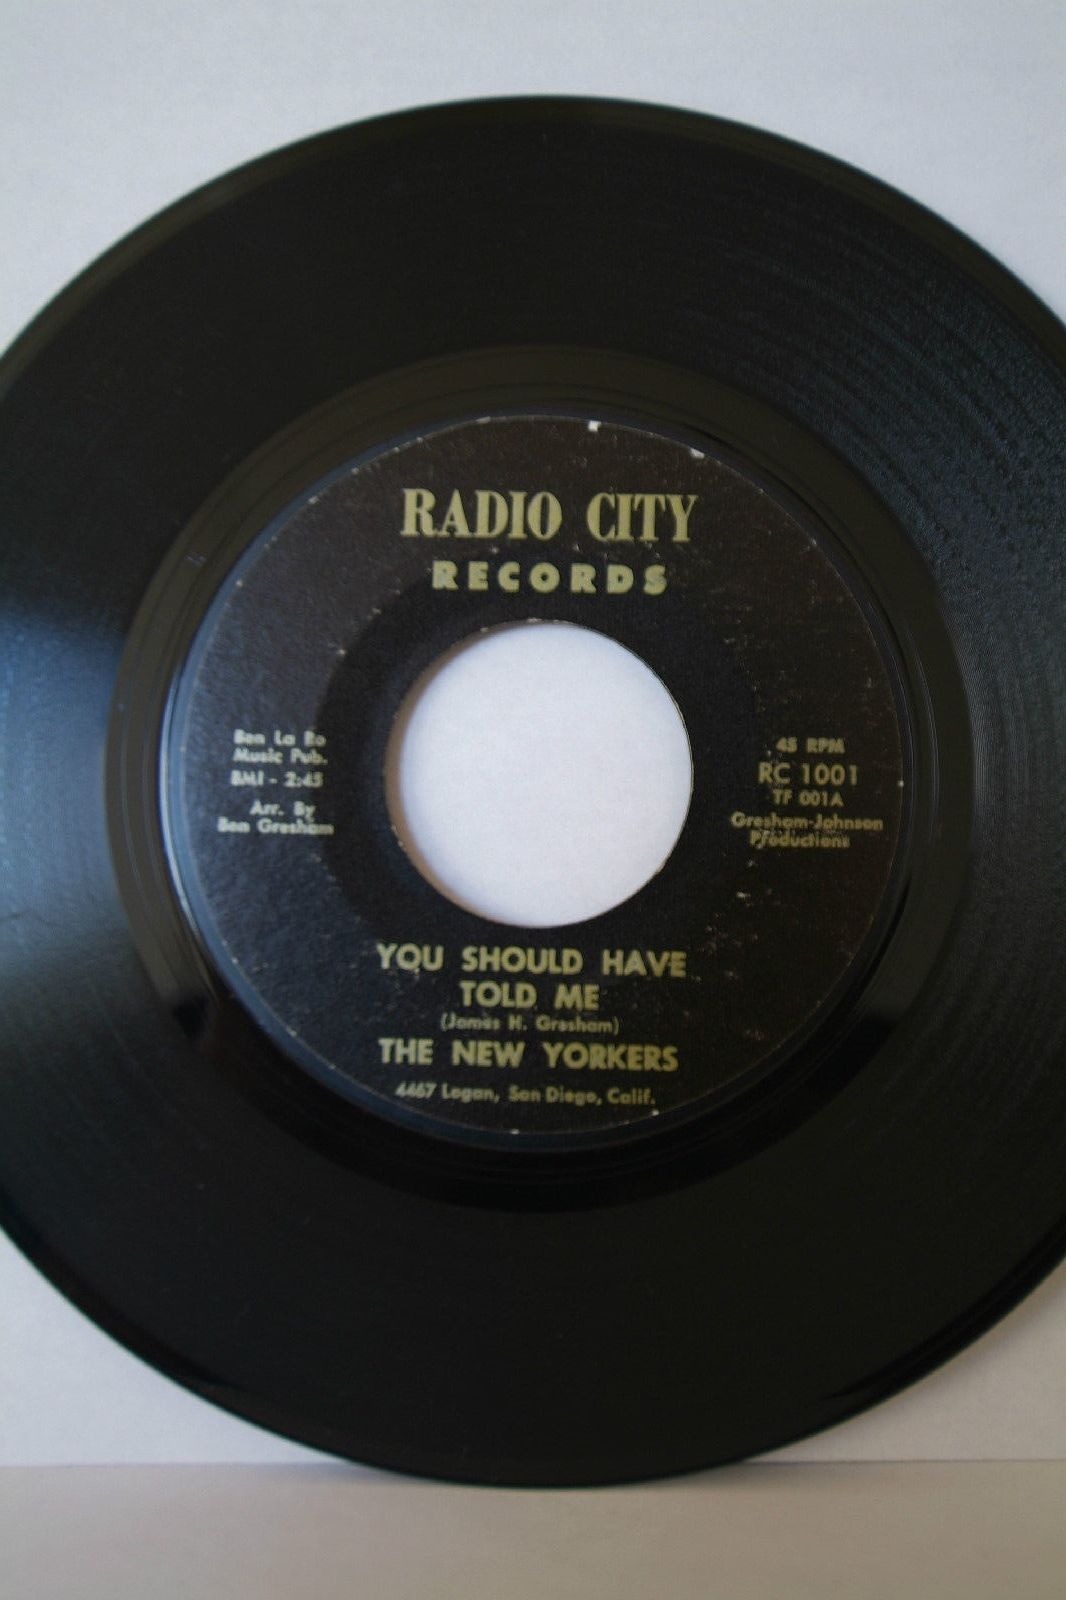 RADIO CITY
RECORDS
Ben La Ro
Music Pub.
BMI - 2:45
Arr. By
Ben Gresham
45 RPM
RC 1001
TF 001A
Gresham-Johnson
Productions
YOU SHOULD HAVE
TOLD ME
(James H. Gresham)
THE NEW YORKERS
4467 Logan, San Diego, Calif.